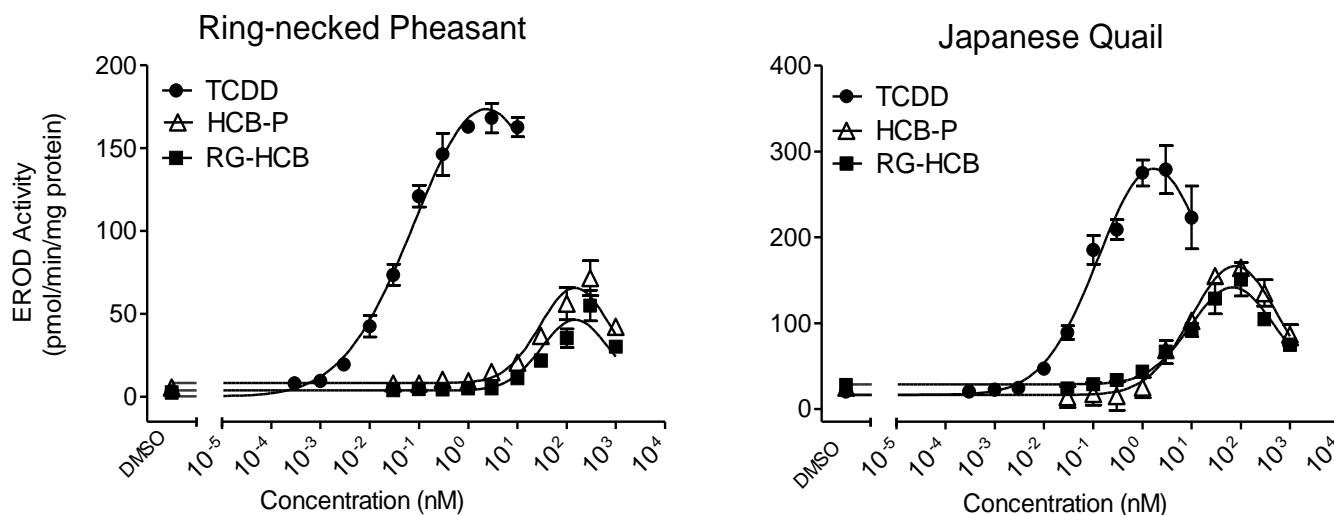 Ring-necked Pheasant
EROD Activity
(pmol/min/mg protein)
200
150
100
50
0
TCDD
HCB-P
RG-HCB
DMSO
10-5
10-4
10-3
10-2
10-1
100
101
102
103
104
Concentration (nM)
Japanese Quail
400
300
200
100
0
TCDD
HCB-P
RG-HCB
DMSO
10-5
10-4
10-3
10-2
10-1
100
101
102
103
104
Concentration (nM)